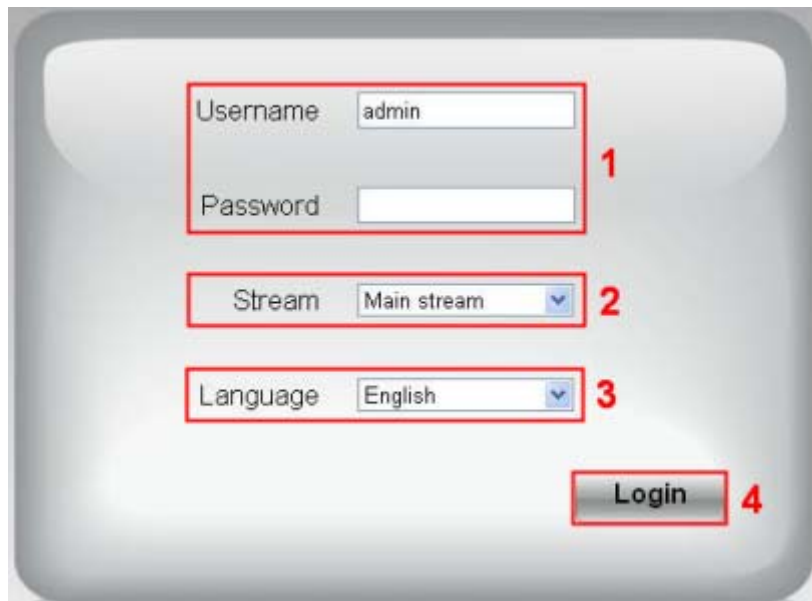 Username admin
1
Password
Stream Main stream 2
Language English 3
Login 4